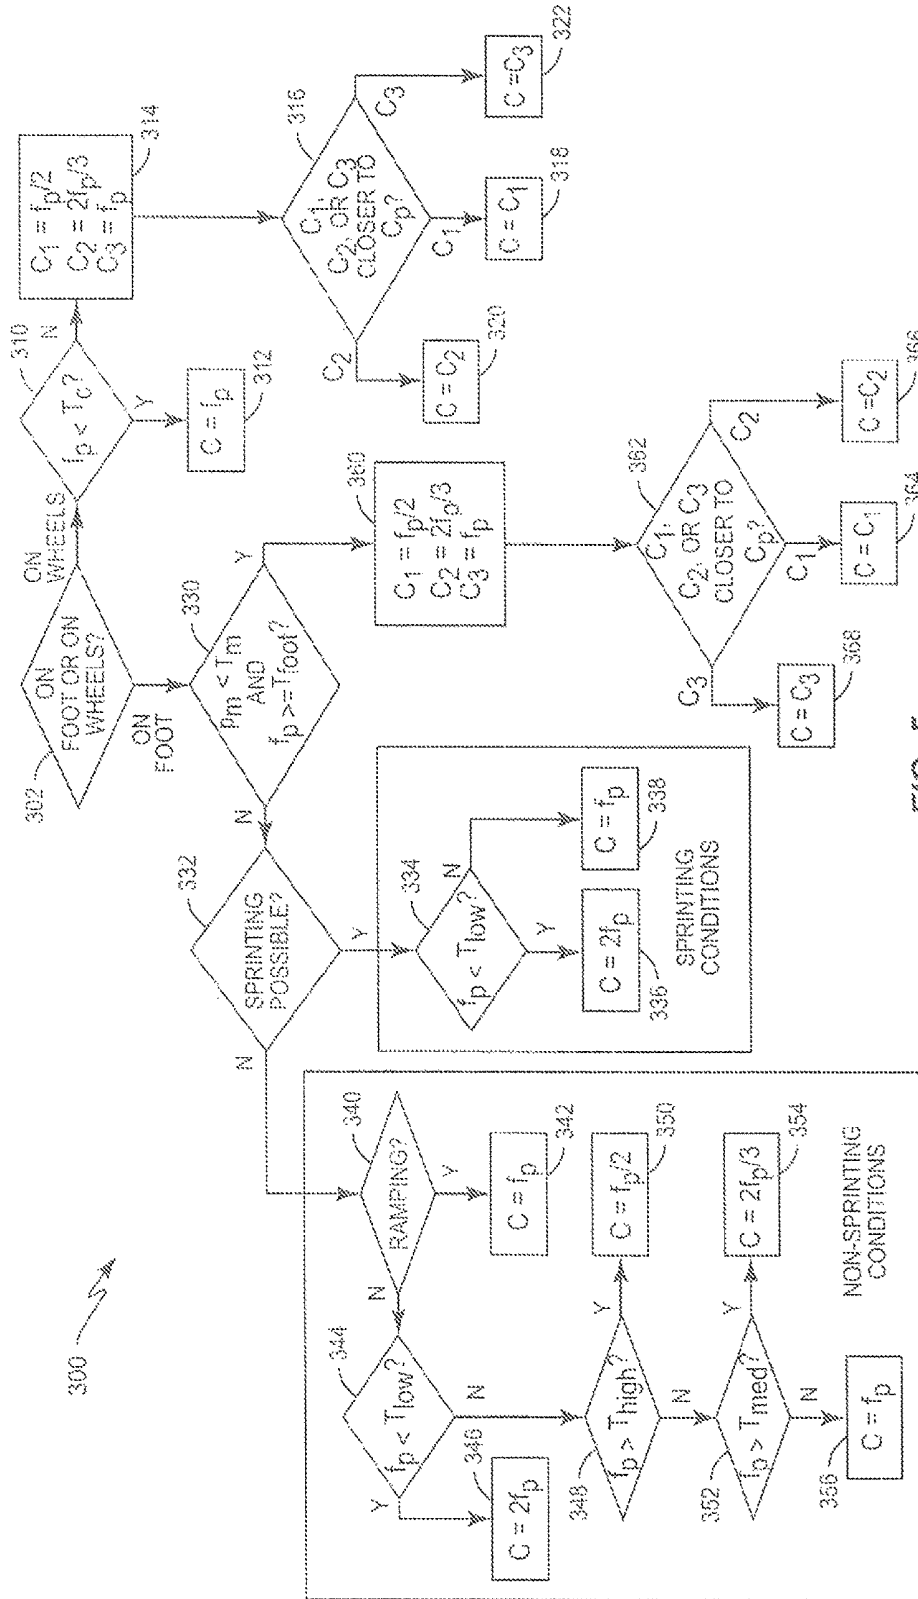 300
302
ON
FOOT OR ON
WHEELS?
ON
WHEELS
ON
FOOT
310
fp < Tc?
N
Y
C = fp
312
314
C1 = fp/2
C2 = 2fp/3
C3 = fp
316
C1,
C2, OR C3
CLOSER TO
Cp?
C2
C1
C3
C = C2
320
C = C1
318
C =C3
322
330
pm < Tm
AND
fp >= Tfoot?
N
Y
360
C1 = fp/2
C2 = 2fp/3
C3 = fp
362
C1,
C2, OR C3
CLOSER TO
Cp?
C3
C1
C2
C = C3
368
C = C1
364
C =C2
366
332
SPRINTING
POSSIBLE?
N
Y
334
fp < Tlow?
N
Y
C = 2fp
336
C = fp
338
SPRINTING
CONDITIONS
340
RAMPING?
N
Y
C = fp
342
344
fp < Tlow?
Y
N
346
C = 2fp
348
fp > Thigh?
Y
N
C = fp/2
350
352
fp > Tmed?
Y
N
C = 2fp/3
354
356
C = fp
NON-SPRINTING
CONDITIONS